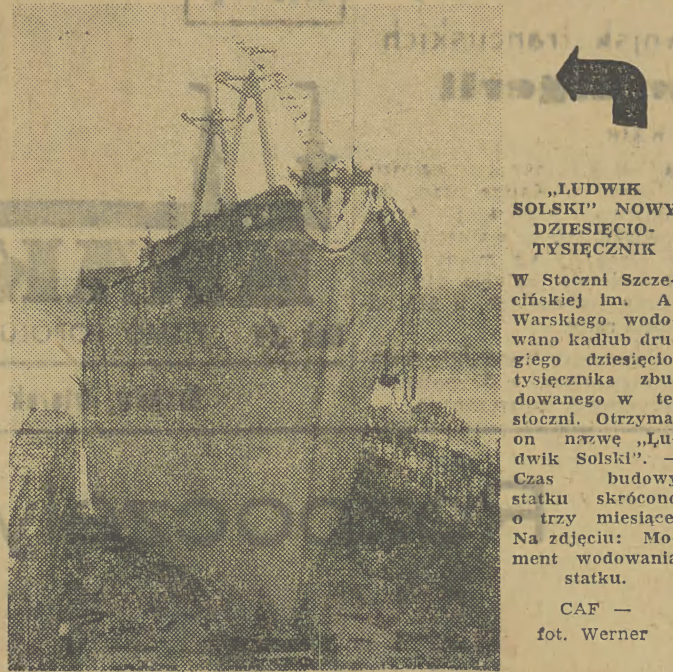 „LUDWIK
SOLSKI” NOWY
DZIESIĘCIO-
TYSIĘCZNIK
W Stoczni Szcze-
cińskiej im. A
Warskiego wodo
wano kadłub dru
giego dziesięcio
tysięcznika zbu
dowanego w te
stoczni. Otrzyma
on nazwę „Lu-
dwik Solski”. —
Czas budowy
statku skrócono
o trzy miesiące
Na zdjęciu: Mo-
ment wodowania
statku.
CAF —
fot. Werner